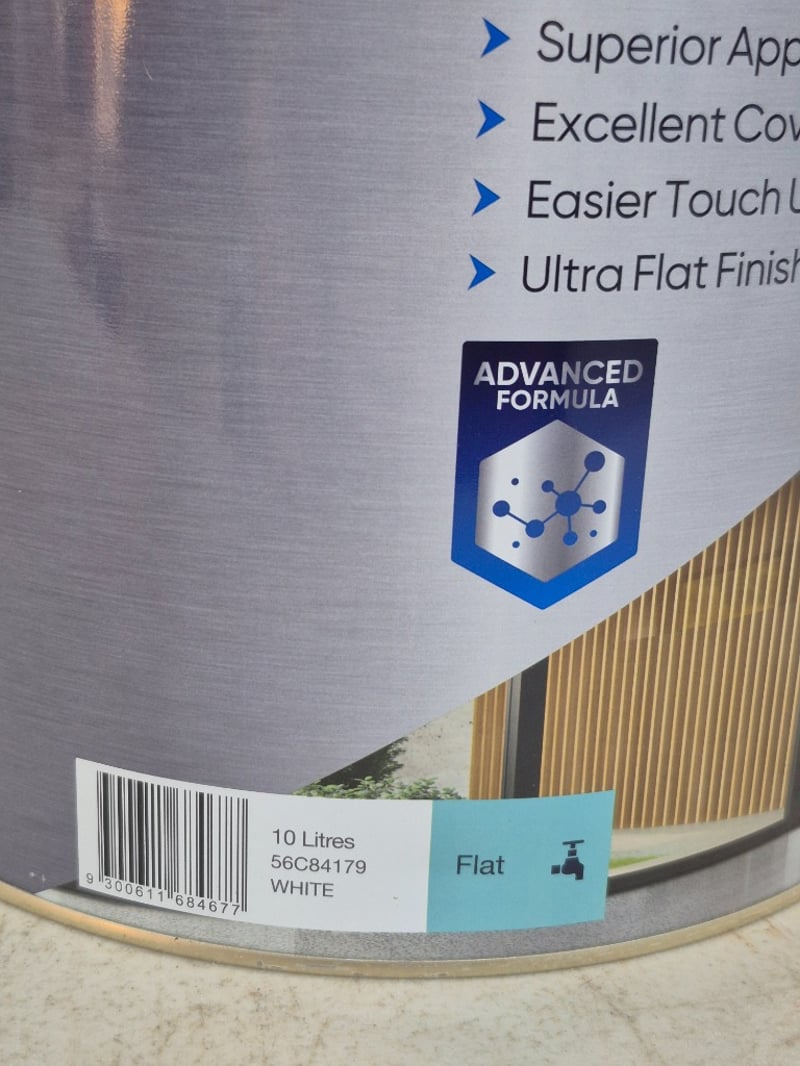 Superior App
Excellent Cov
Easier Touch U
Ultra Flat Finish
ADVANCED
FORMULA
10 Litres
56C84179
WHITE
Flat
9 300611 684677